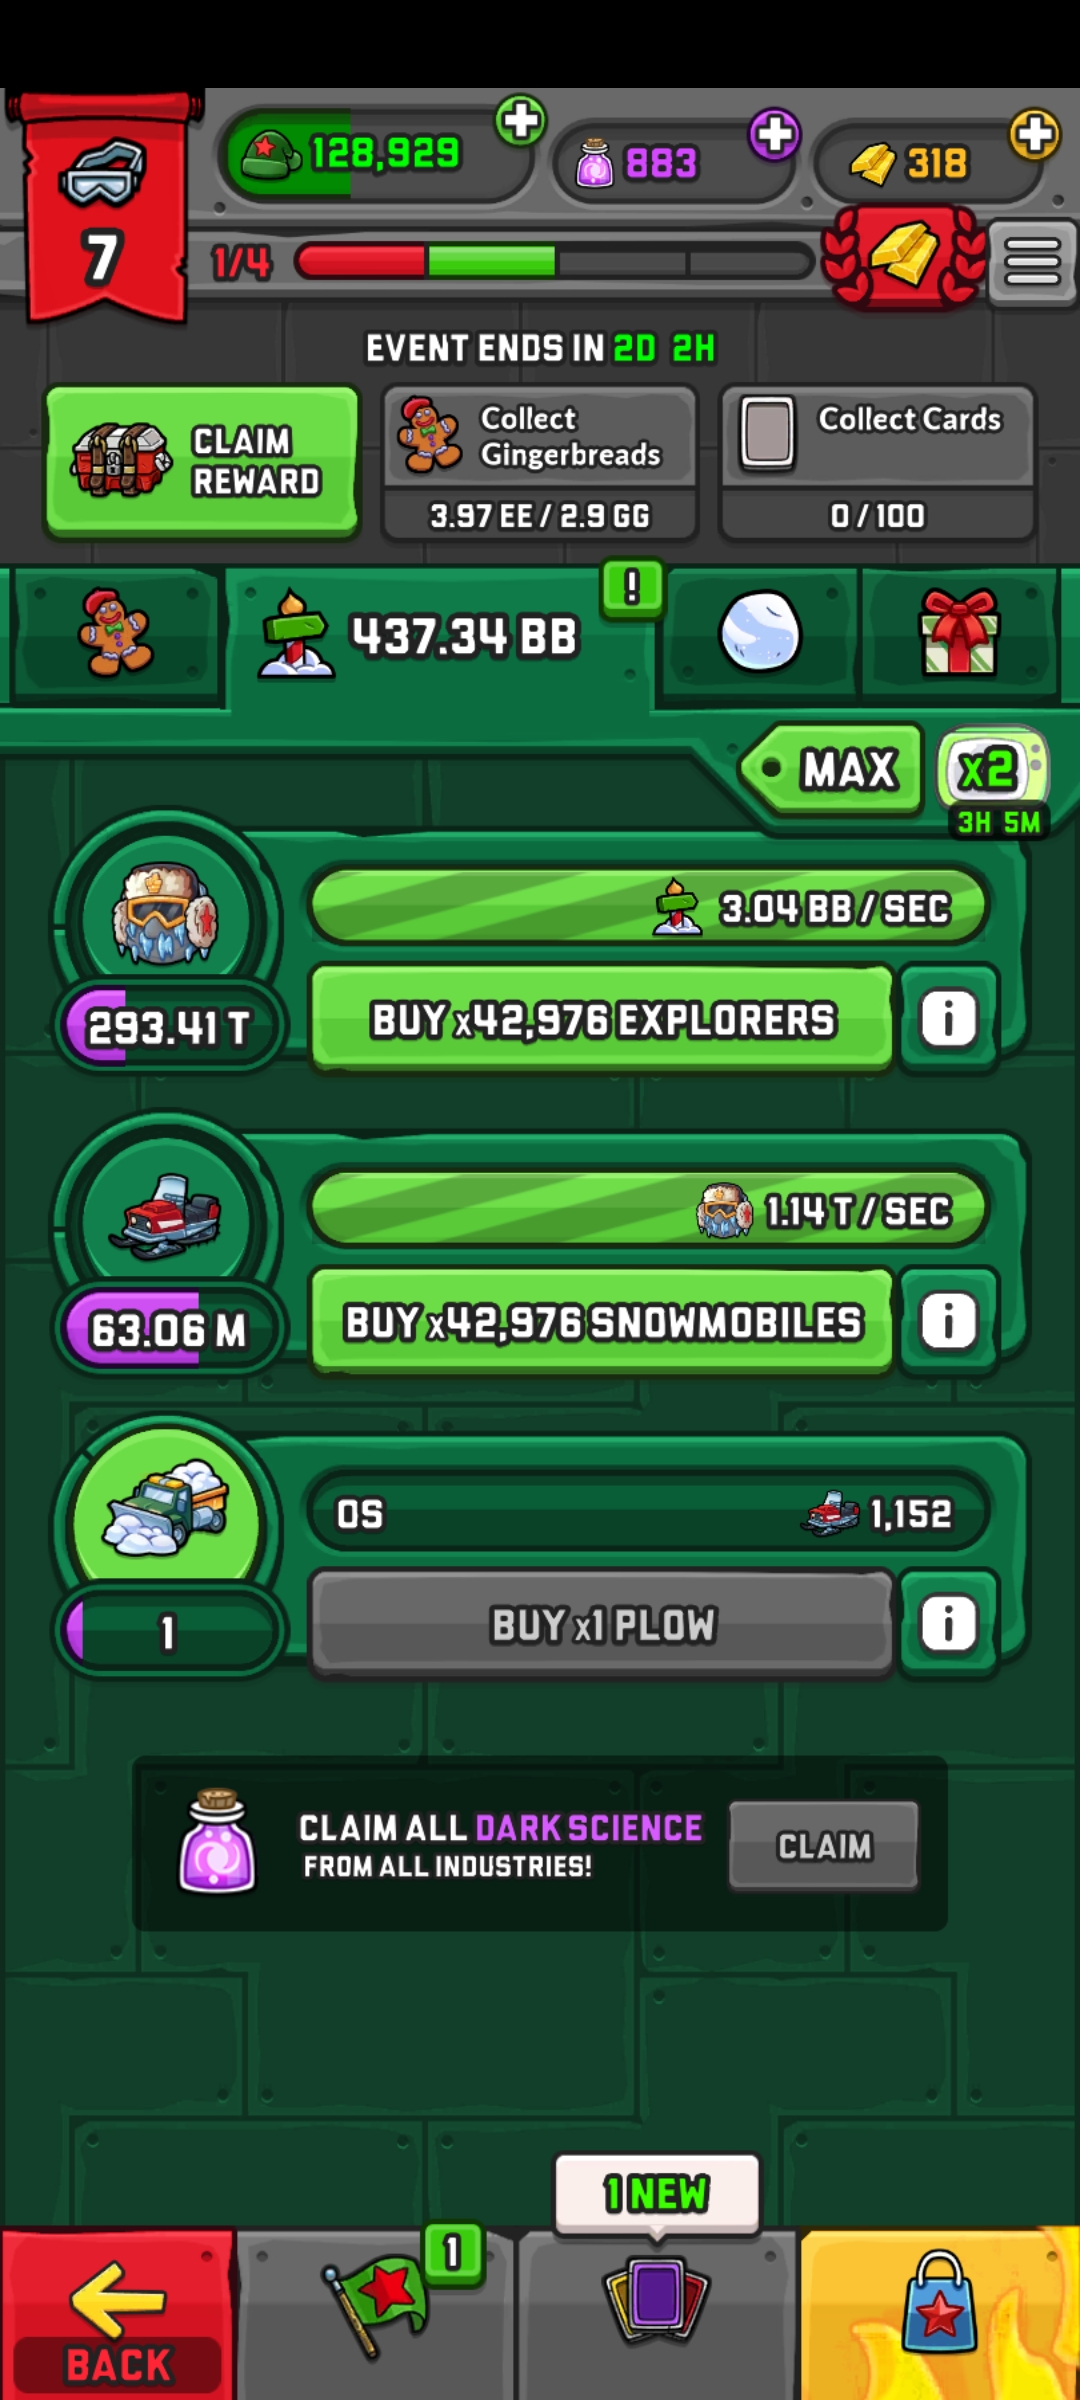 128,929
883
318
7
1/4
EVENT ENDS IN 2D 2H
CLAIM
REWARD
Collect
Gingerbreads
3.97 EE / 2.9 GG
Collect Cards
0 / 100
!
437.34 BB
MAX
x2
3H 5M
3.04 BB / SEC
293.41 T
BUY x42,976 EXPLORERS
i
1.14 T / SEC
63.06 M
BUY x42,976 SNOWMOBILES
i
0S
1,152
1
BUY x1 PLOW
i
CLAIM ALL DARK SCIENCE
FROM ALL INDUSTRIES!
CLAIM
1 NEW
1
BACK